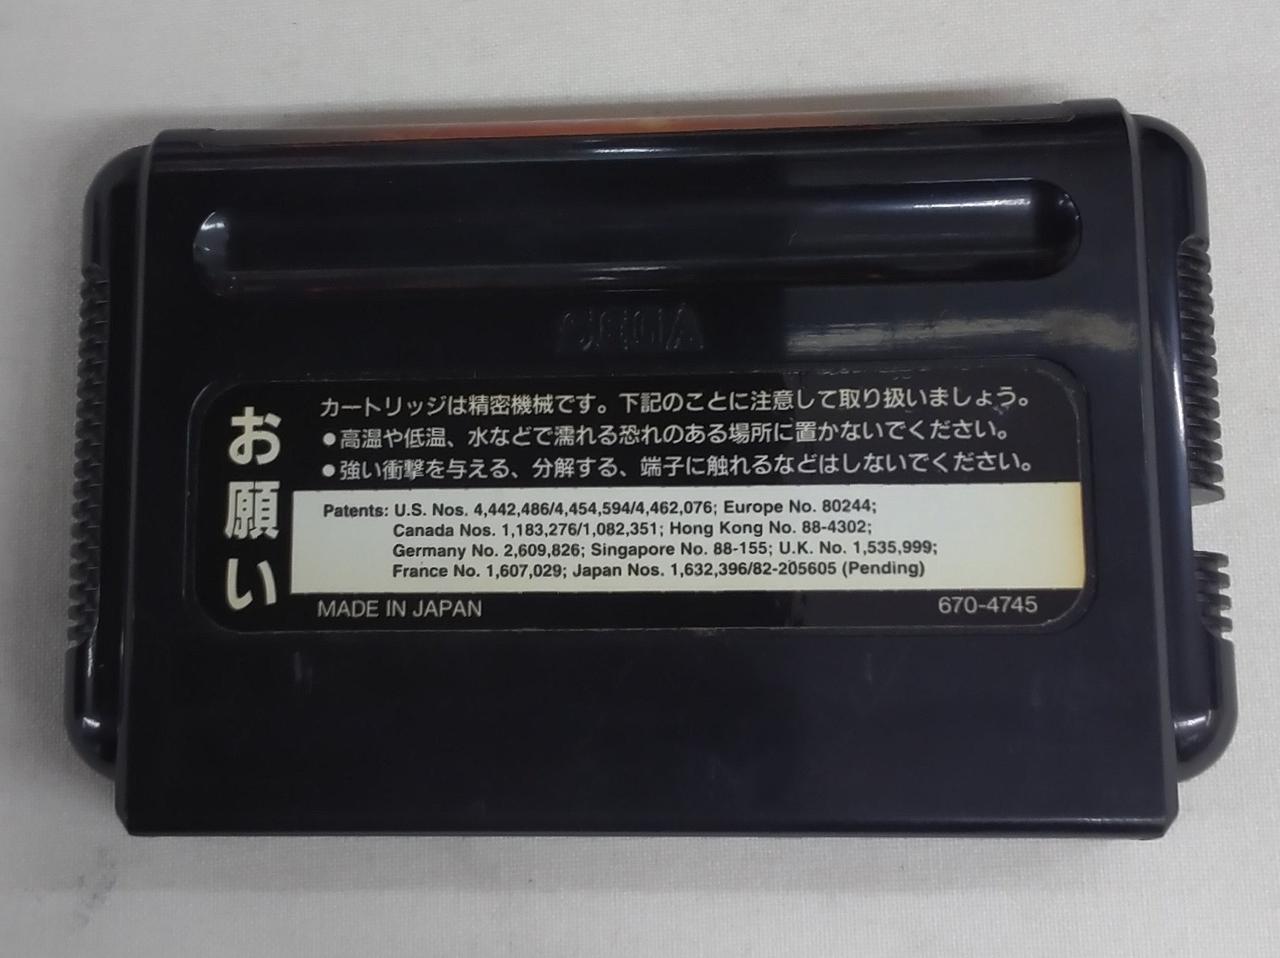 SEGA
お願い
カートリッジは精密機械です。下記のことに注意して取り扱いましょう。
●高温や低温、水などで濡れる恐れのある場所に置かないでください。
●強い衝撃を与える、分解する、端子に触れるなどはしないでください。
Patents: U.S. Nos. 4,442,486/4,454,594/4,462,076; Europe No. 80244;
Canada Nos. 1,183,276/1,082,351; Hong Kong No. 88-4302;
Germany No. 2,609,826; Singapore No. 88-155; U.K. No. 1,535,999;
France No. 1,607,029; Japan Nos. 1,632,396/82-205605 (Pending)
MADE IN JAPAN
670-4745